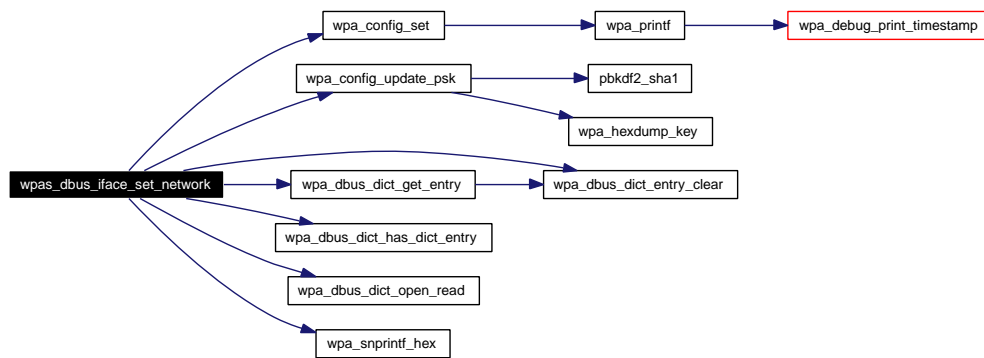 wpa_config_set
wpa_printf
wpa_debug_print_timestamp
wpa_config_update_psk
pbkdf2_sha1
wpa_hexdump_key
wpas_dbus_iface_set_network
wpa_dbus_dict_get_entry
wpa_dbus_dict_entry_clear
wpa_dbus_dict_has_dict_entry
wpa_dbus_dict_open_read
wpa_snprintf_hex